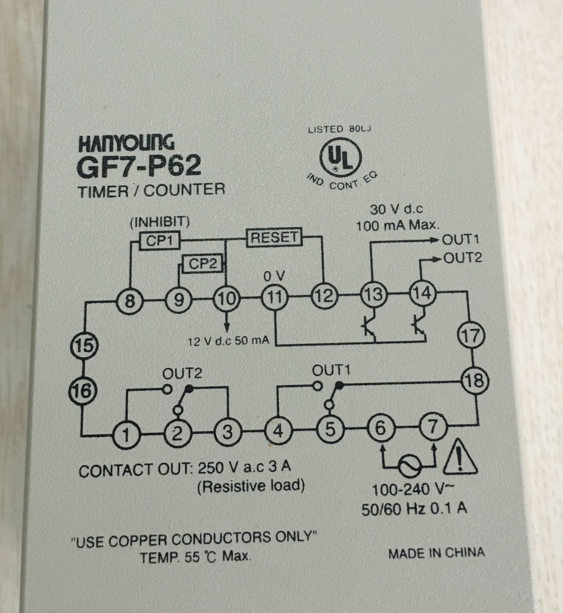 HANYOUNG
GF7-P62
TIMER / COUNTER
LISTED 80LJ
UL
®
IND. CONT. EQ
30 V d.c
100 mA Max.
(INHIBIT)
CP1
RESET
OUT1
CP2
OUT2
0 V
8 9 10 11 12 13 14
12 V d.c 50 mA
15
17
16
18
OUT2
OUT1
1 2 3 4 5 6 7
CONTACT OUT: 250 V a.c 3 A
(Resistive load)
100-240 V~
50/60 Hz 0.1 A
"USE COPPER CONDUCTORS ONLY"
TEMP. 55 ℃ Max.
MADE IN CHINA